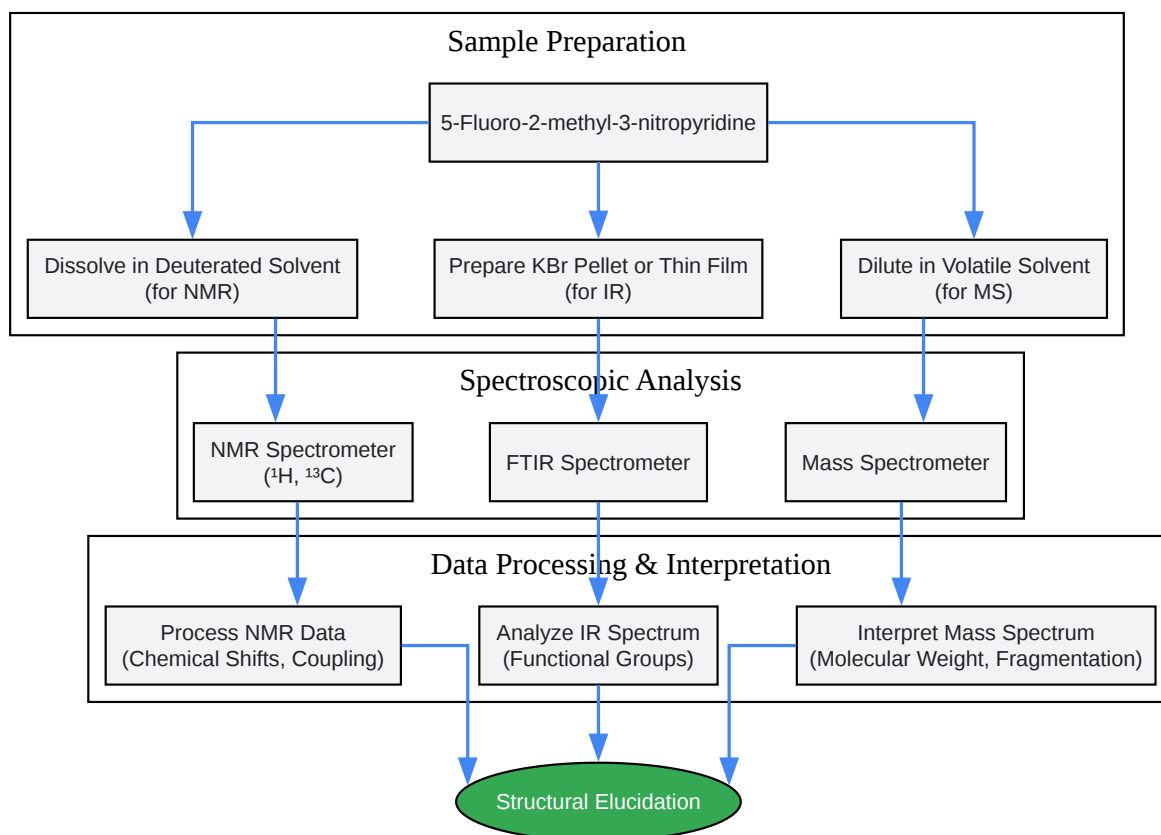 Sample Preparation
5-Fluoro-2-methyl-3-nitropyridine
Dissolve in Deuterated Solvent
(for NMR)
Prepare KBr Pellet or Thin Film
(for IR)
Dilute in Volatile Solvent
(for MS)
Spectroscopic Analysis
NMR Spectrometer
(¹H, ¹³C)
FTIR Spectrometer
Mass Spectrometer
Data Processing & Interpretation
Process NMR Data
(Chemical Shifts, Coupling)
Analyze IR Spectrum
(Functional Groups)
Interpret Mass Spectrum
(Molecular Weight, Fragmentation)
Structural Elucidation